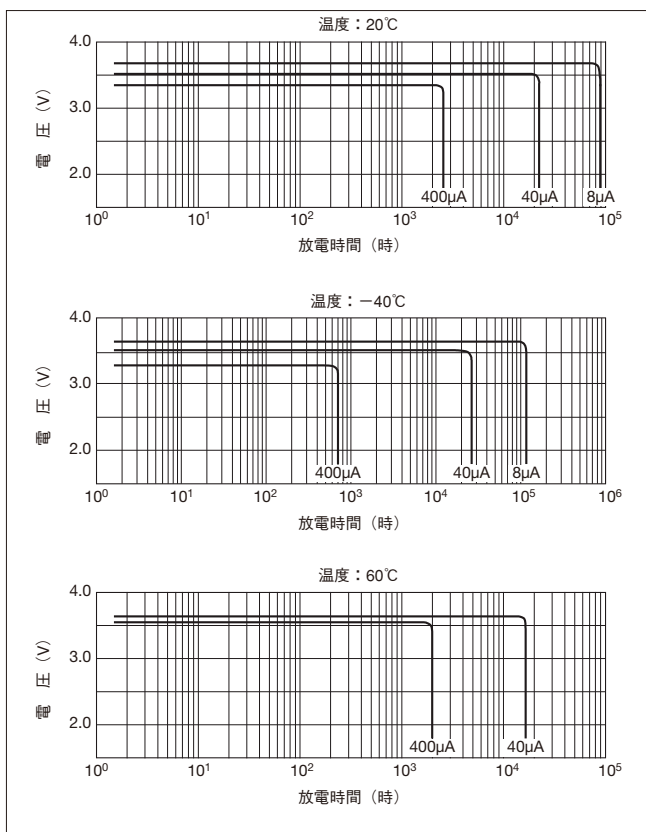 温度：20℃
4.0
3.0
2.0
電圧（V）
400μA 40μA 8μA
10⁰ 10¹ 10² 10³ 10⁴ 10⁵
放電時間（時）
温度：－40℃
4.0
3.0
2.0
電圧（V）
400μA 40μA 8μA
10⁰ 10¹ 10² 10³ 10⁴ 10⁵ 10⁶
放電時間（時）
温度：60℃
4.0
3.0
2.0
電圧（V）
400μA 40μA
10⁰ 10¹ 10² 10³ 10⁴ 10⁵
放電時間（時）